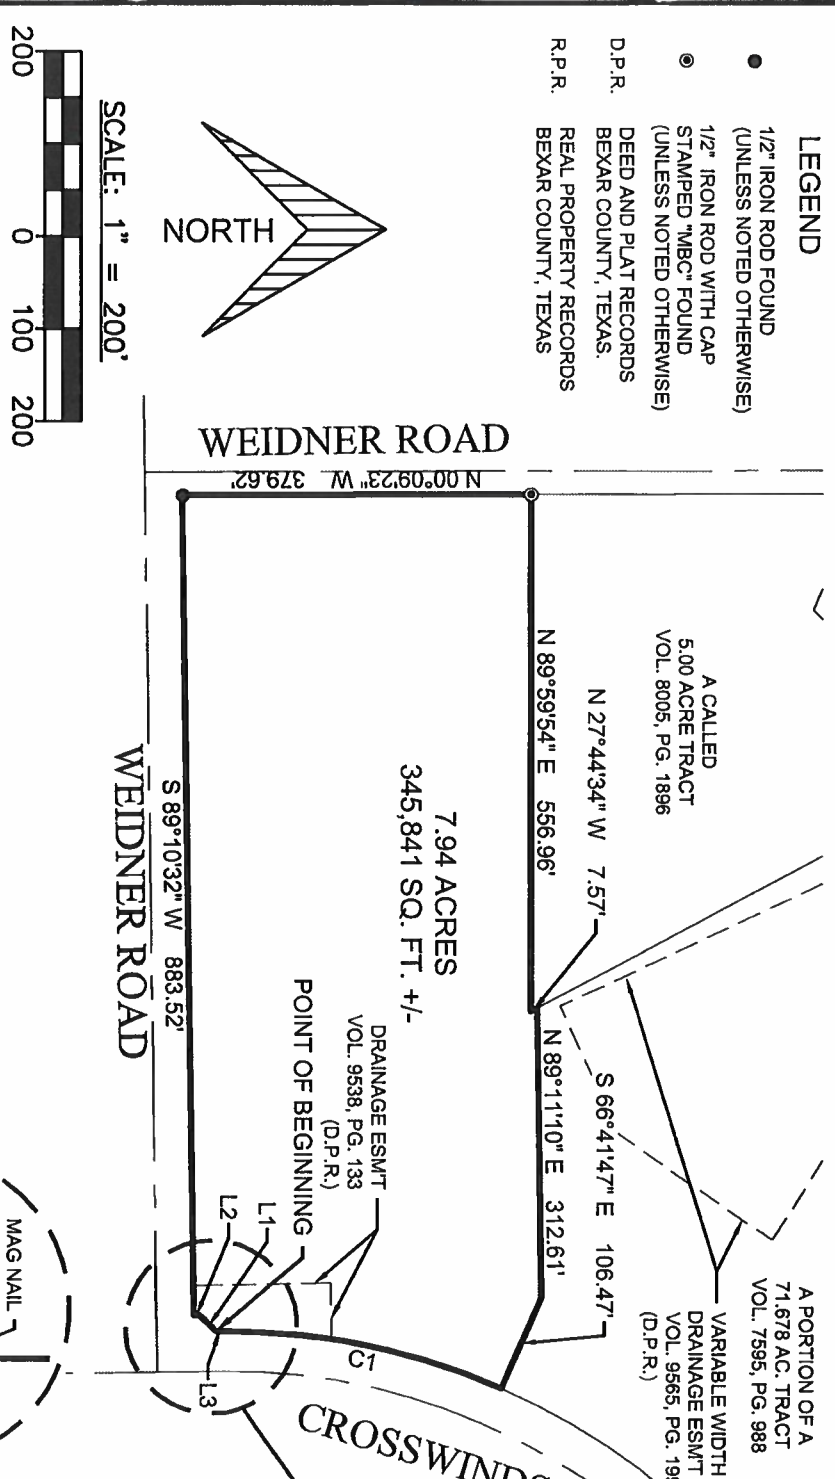 LEGEND
1/2" IRON ROD FOUND
(UNLESS NOTED OTHERWISE)
1/2" IRON ROD WITH CAP
STAMPED "MBC" FOUND
(UNLESS NOTED OTHERWISE)
D.P.R. DEED AND PLAT RECORDS
BEXAR COUNTY, TEXAS.
R.P.R. REAL PROPERTY RECORDS
BEXAR COUNTY, TEXAS
NORTH
SCALE: 1" = 200'
200 0 100 200
WEIDNER ROAD
N 00°09'23" W 379.62'
A CALLED
5.00 ACRE TRACT
VOL. 8005, PG. 1896
N 27°44'34" W 7.57'
N 89°59'54" E 556.96'
7.94 ACRES
345,841 SQ. FT. +/-
S 89°10'32" W 883.52'
WEIDNER ROAD
S 66°41'47" E 106.47'
N 89°11'10" E 312.61'
DRAINAGE ESM'T
VOL. 9538, PG. 133
(D.P.R.)
POINT OF BEGINNING
L1
L2
L3
C1
A PORTION OF A
71.678 AC. TRACT
VOL. 7595, PG. 988
VARIABLE WIDTH
DRAINAGE ESM'T
VOL. 9565, PG.
(D.P.R.)
CROSSWINDS
MAG NAIL